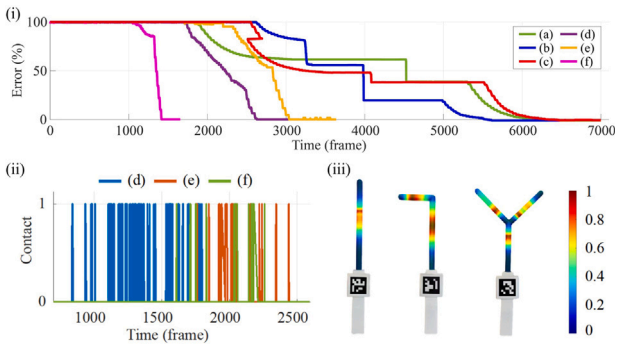 (i)
100
50
0
Error (%)
0 1000 2000 3000 4000 5000 6000 7000
Time (frame)
(a) (d)
(b) (e)
(c) (f)
(ii)
(d) (e) (f)
1
0
Contact
1000 1500 2000 2500
Time (frame)
(iii)
1
0.8
0.6
0.4
0.2
0